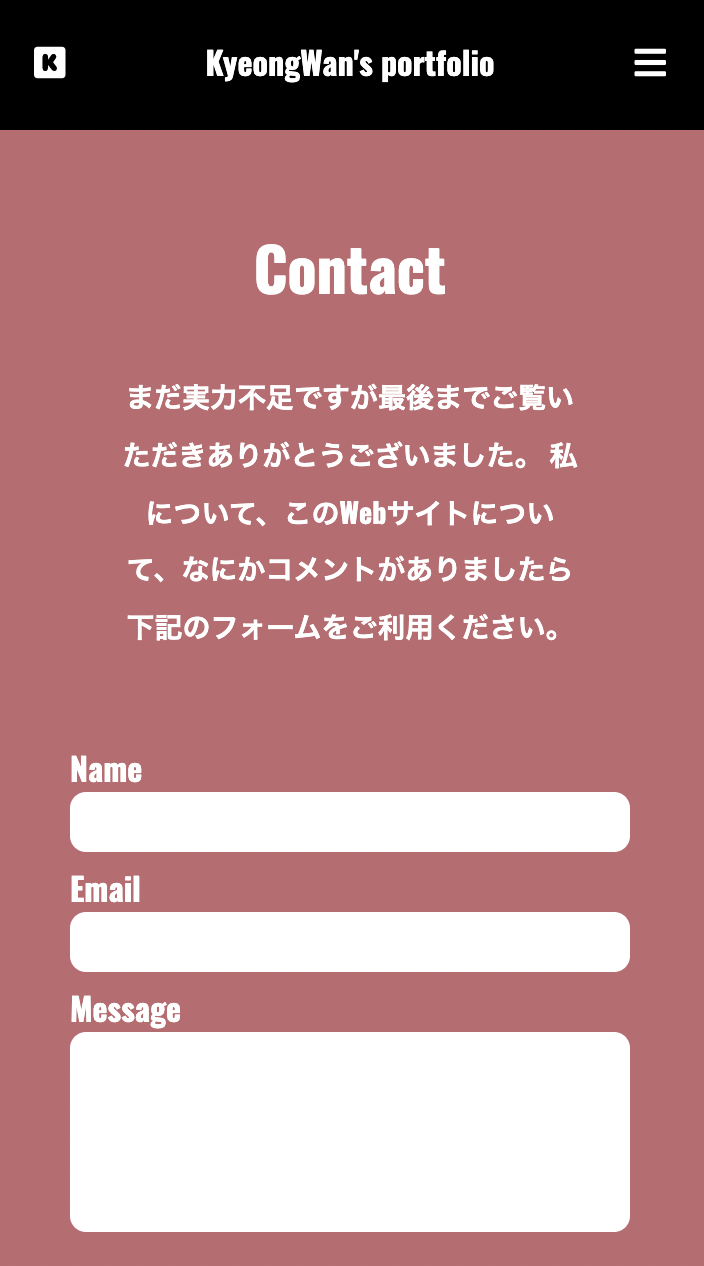 K
KyeongWan's portfolio
Contact
まだ実力不足ですが最後までご覧い
ただきありがとうございました。 私
について、このWebサイトについ
て、なにかコメントがありましたら
下記のフォームをご利用ください。
Name
Email
Message